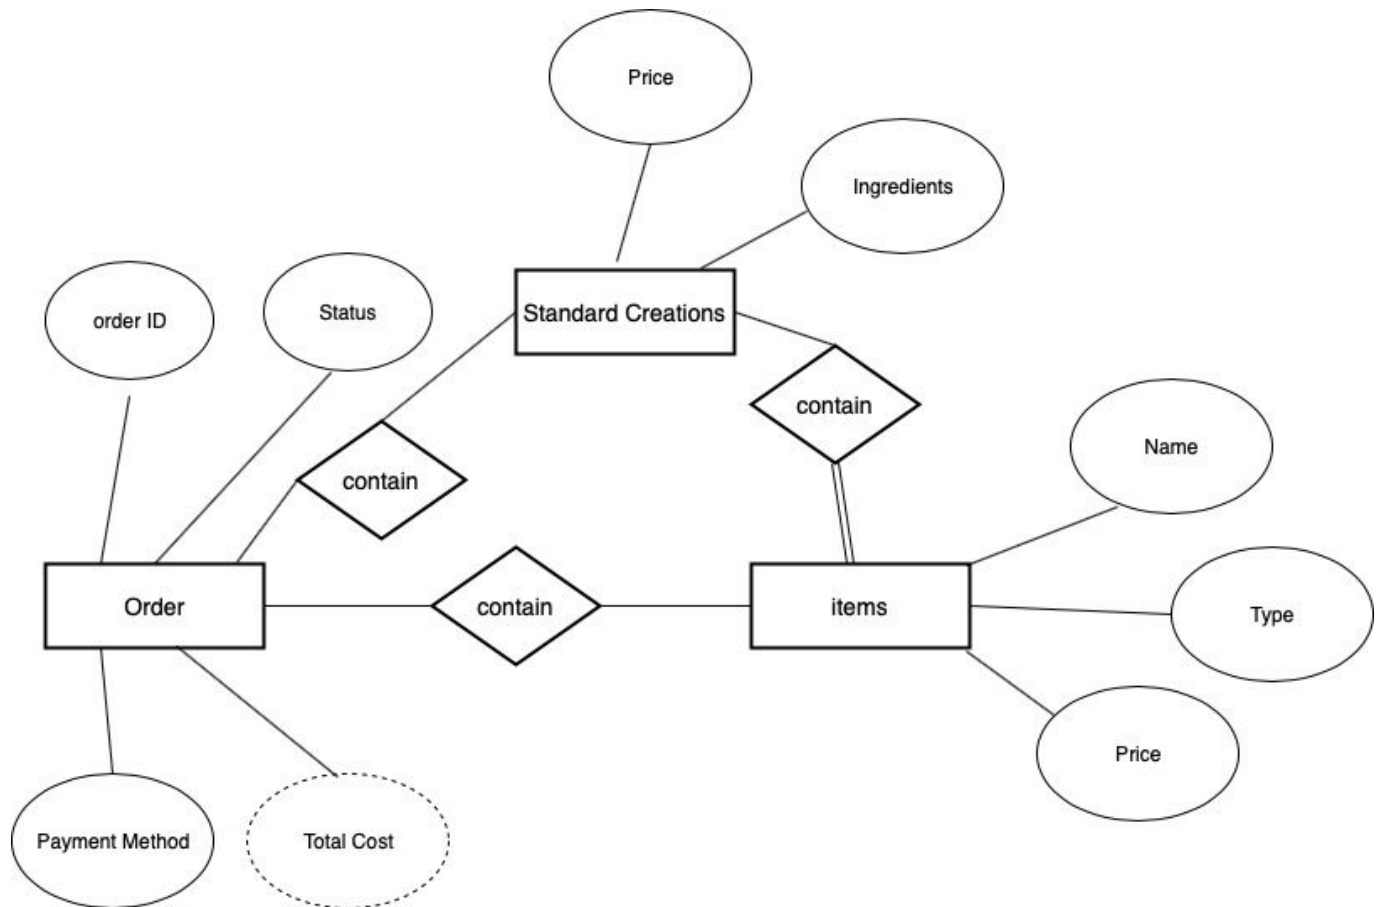 Price
Ingredients
order ID
Status
Standard Creations
contain
Name
contain
Order
contain
items
Type
Price
Payment Method
Total Cost